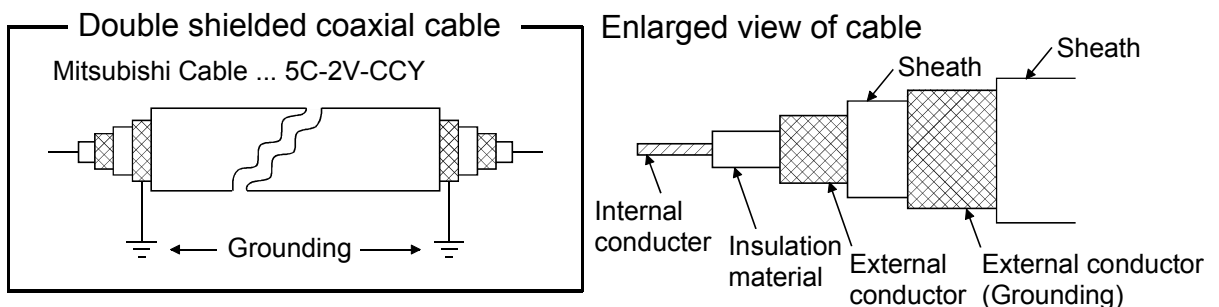 Double shielded coaxial cable
Mitsubishi Cable ... 5C-2V-CCY
Grounding
Enlarged view of cable
Sheath
Sheath
Internal
conducter
Insulation
material
External
conductor
External conductor
(Grounding)